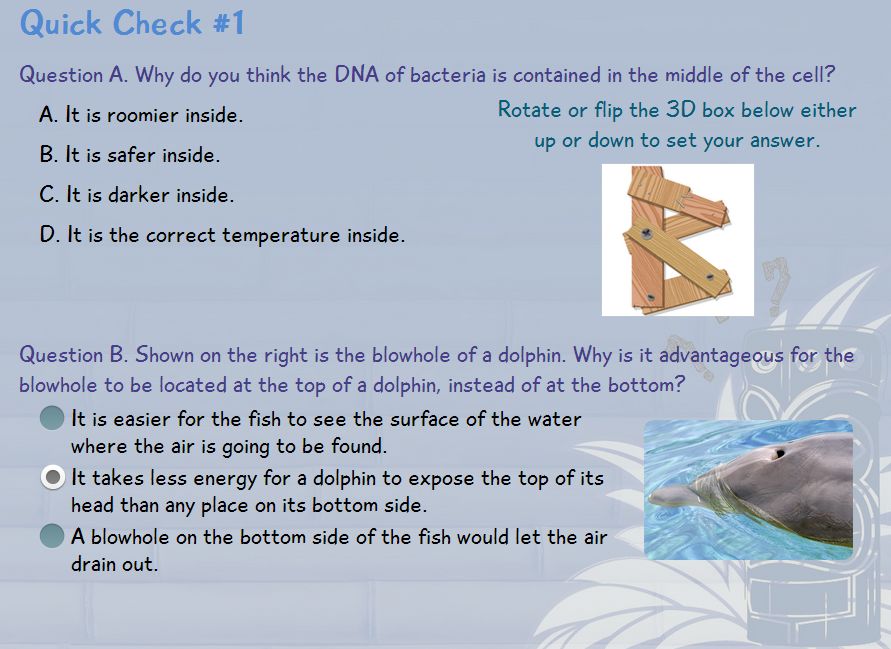 Quick Check #1
Question A. Why do you think the DNA of bacteria is contained in the middle of the cell?
A. It is roomier inside.
B. It is safer inside.
C. It is darker inside.
D. It is the correct temperature inside.
Rotate or flip the 3D box below either
up or down to set your answer.
B
Question B. Shown on the right is the blowhole of a dolphin. Why is it advantageous for the
blowhole to be located at the top of a dolphin, instead of at the bottom?
It is easier for the fish to see the surface of the water
where the air is going to be found.
It takes less energy for a dolphin to expose the top of its
head than any place on its bottom side.
A blowhole on the bottom side of the fish would let the air
drain out.